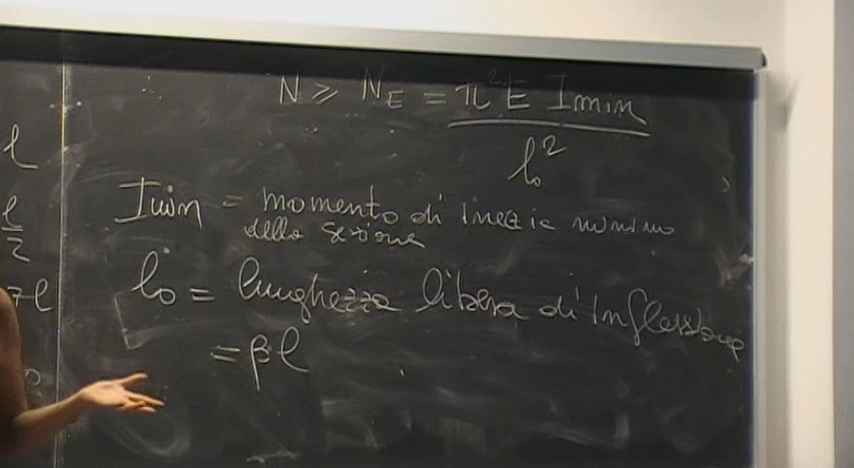 l
l/2
7l
N ≥ N_E = π² E Imin / l₀²
Imin = momento di inerzia minimo
della sezione
l₀ = lunghezza libera di inflessione
= βl